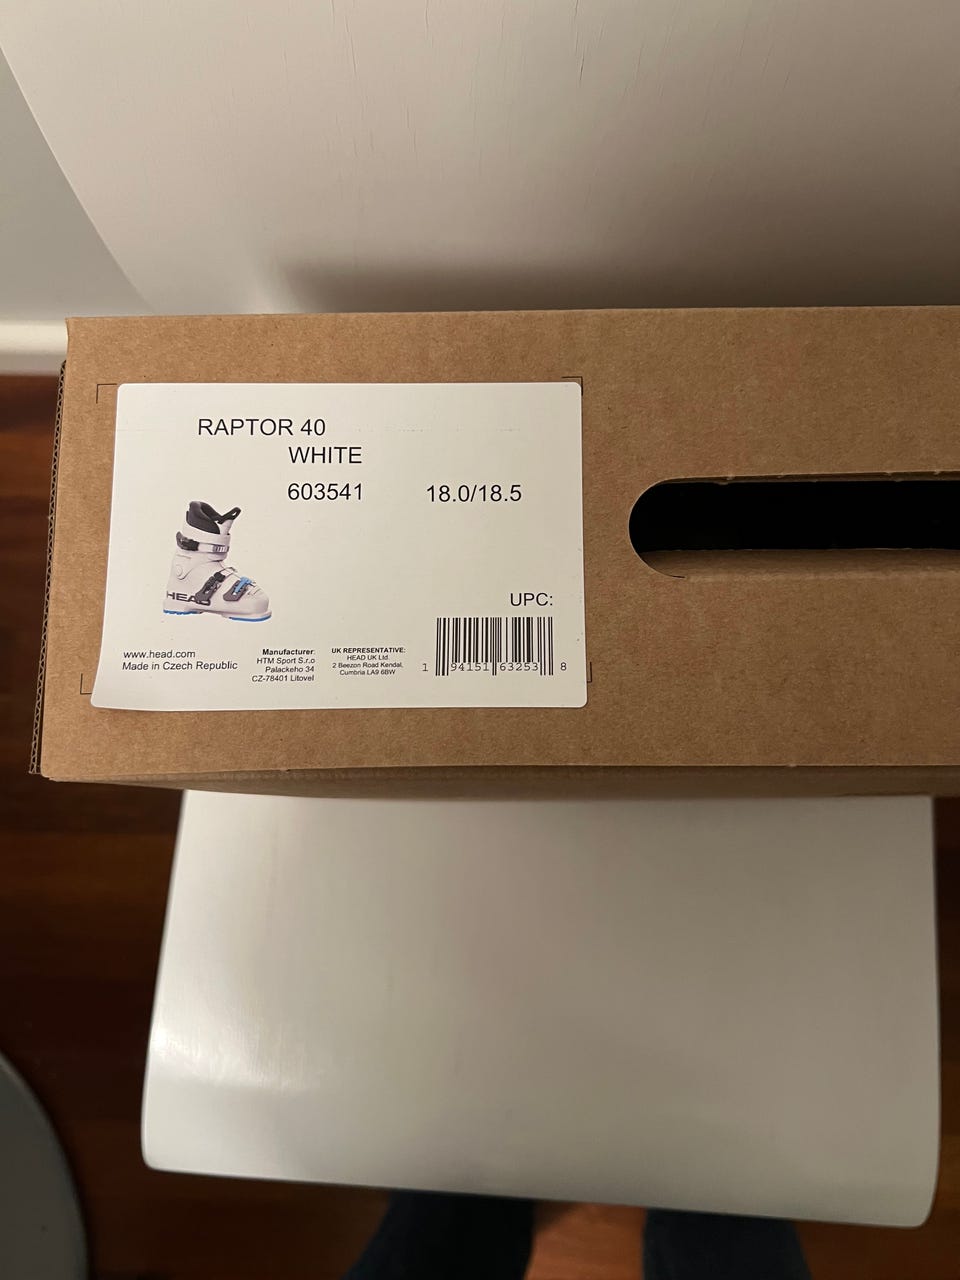 RAPTOR 40
WHITE
603541 18.0/18.5
HEAD
UPC:
www.head.com
Made in Czech Republic
Manufacturer:
HTM Sport S.r.o
Palackeho 34
CZ-78401 Litovel
UK REPRESENTATIVE:
HEAD UK Ltd.
2 Beezon Road Kendal,
Cumbria LA9 6BW
1 94151 63253 8